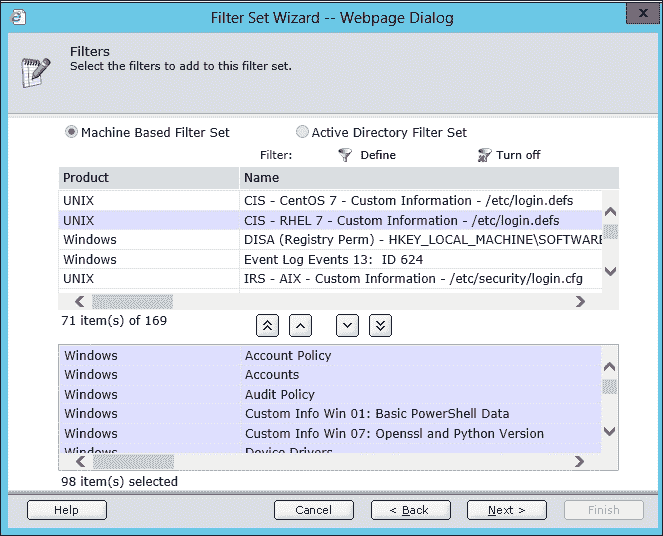 Filter Set Wizard -- Webpage Dialog
X
Filters
Select the filters to add to this filter set.
Machine Based Filter Set
Active Directory Filter Set
Filter:
Define
Turn off
Product Name
UNIX CIS - CentOS 7 - Custom Information - /etc/login.defs
UNIX CIS - RHEL 7 - Custom Information - /etc/login.defs
Windows DISA (Registry Perm) - HKEY_LOCAL_MACHINE\SOFTWARE
Windows Event Log Events 13: ID 624
UNIX IRS - AIX - Custom Information - /etc/security/login.cfg
71 item(s) of 169
Windows Account Policy
Windows Accounts
Windows Audit Policy
Windows Custom Info Win 01: Basic PowerShell Data
Windows Custom Info Win 07: Openssl and Python Version
Windows Device Drivers
98 item(s) selected
Help
Cancel
< Back
Next >
Finish